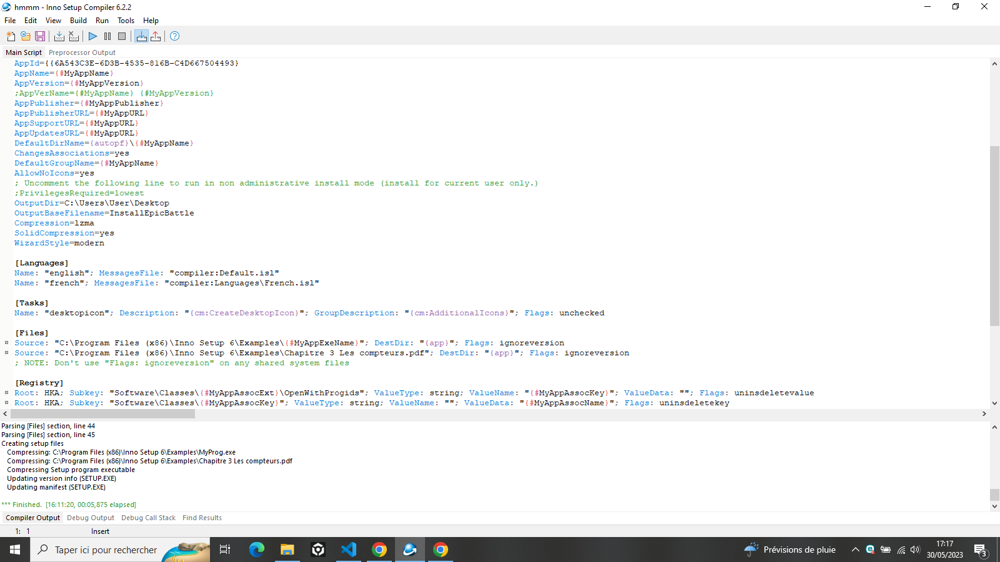 hmmm - Inno Setup Compiler 6.2.2
File Edit View Build Run Tools Help
Main Script Preprocessor Output
AppId={{6A543C3E-6D3B-4535-816B-C4D667504493}
AppName={#MyAppName}
AppVersion={#MyAppVersion}
;AppVerName={#MyAppName} {#MyAppVersion}
AppPublisher={#MyAppPublisher}
AppPublisherURL={#MyAppURL}
AppSupportURL={#MyAppURL}
AppUpdatesURL={#MyAppURL}
DefaultDirName={autopf}\{#MyAppName}
ChangesAssociations=yes
DefaultGroupName={#MyAppName}
AllowNoIcons=yes
; Uncomment the following line to run in non administrative install mode (install for current user only.)
;PrivilegesRequired=lowest
OutputDir=C:\Users\User\Desktop
OutputBaseFilename=InstallEpicBattle
Compression=lzma
SolidCompression=yes
WizardStyle=modern
[Languages]
Name: "english"; MessagesFile: "compiler:Default.isl"
Name: "french"; MessagesFile: "compiler:Languages\French.isl"
[Tasks]
Name: "desktopicon"; Description: "{cm:CreateDesktopIcon}"; GroupDescription: "{cm:AdditionalIcons}"; Flags: unchecked
[Files]
Source: "C:\Program Files (x86)\Inno Setup 6\Examples\{#MyAppExeName}"; DestDir: "{app}"; Flags: ignoreversion
Source: "C:\Program Files (x86)\Inno Setup 6\Examples\Chapitre 3 Les compteurs.pdf"; DestDir: "{app}"; Flags: ignoreversion
; NOTE: Don't use "Flags: ignoreversion" on any shared system files
[Registry]
Root: HKA; Subkey: "Software\Classes\{#MyAppAssocExt}\OpenWithProgids"; ValueType: string; ValueName: "{#MyAppAssocKey}"; ValueData: ""; Flags: uninsdeletevalue
Root: HKA; Subkey: "Software\Classes\{#MyAppAssocKey}"; ValueType: string; ValueName: ""; ValueData: "{#MyAppAssocName}"; Flags: uninsdeletekey
Parsing [Files] section, line 44
Parsing [Files] section, line 45
Creating setup files
Compressing: C:\Program Files (x86)\Inno Setup 6\Examples\MyProg.exe
Compressing: C:\Program Files (x86)\Inno Setup 6\Examples\Chapitre 3 Les compteurs.pdf
Compressing Setup program executable
Updating version info (SETUP.EXE)
Updating manifest (SETUP.EXE)
*** Finished. [16:11:20, 00:05,875 elapsed]
Compiler Output Debug Output Debug Call Stack Find Results
1: 1 Insert
Taper ici pour rechercher
Prévisions de pluie
17:17
30/05/2023
3